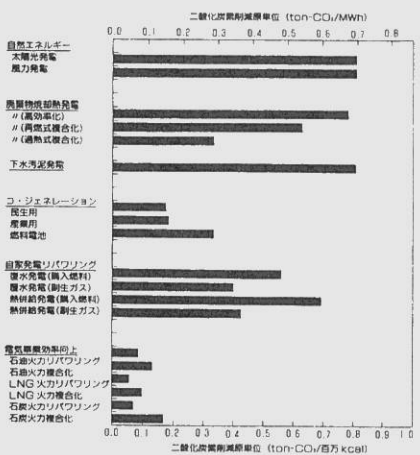 二酸化炭素削減原単位 (ton-CO₂/MWh)
0.0 0.1 0.2 0.3 0.4 0.5 0.6 0.7 0.8
自然エネルギー
太陽光発電
風力発電
廃棄物焼却熱発電
〃(高効率化)
〃(再燃式複合化)
〃(過熱式複合化)
下水汚泥発電
コ・ジェネレーション
民生用
産業用
燃料電池
自家発電リパワリング
復水発電(購入燃料)
復水発電(副生ガス)
熱併給発電(購入燃料)
熱併給発電(副生ガス)
電気事業効率向上
石油火力リパワリング
石油火力複合化
LNG火力リパワリング
LNG火力複合化
石炭火力リパワリング
石炭火力複合化
0.0 0.1 0.2 0.3 0.4 0.5 0.6 0.7 0.8 0.9 1.0
二酸化炭素削減原単位 (ton-CO₂/百万kcal)